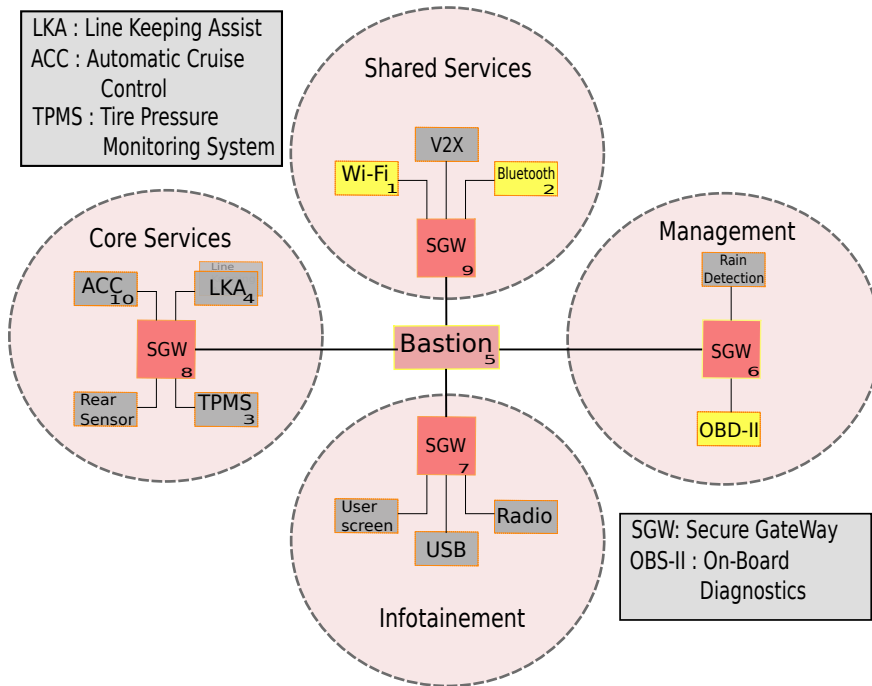 LKA : Line Keeping Assist
ACC : Automatic Cruise
Control
TPMS : Tire Pressure
Monitoring System
Shared Services
V2X
Wi-Fi
1
Bluetooth
2
SGW
9
Core Services
Line
ACC
10
LKA
4
SGW
8
Rear
Sensor
TPMS
3
Bastion
5
Management
Rain
Detection
SGW
6
OBD-II
SGW
7
User
screen
USB
Radio
Infotainement
SGW: Secure GateWay
OBS-II : On-Board
Diagnostics